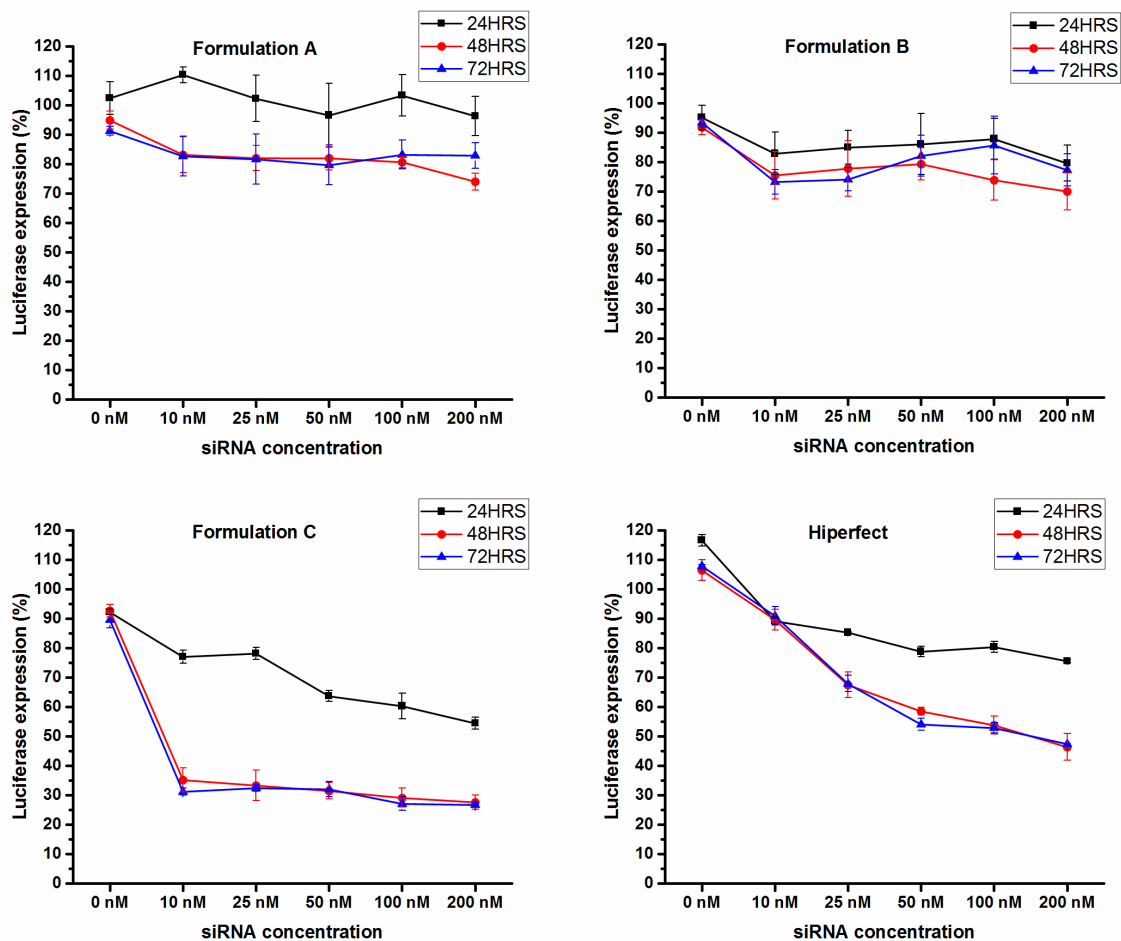 Formulation A
24HRS
48HRS
72HRS
120
110
100
90
80
70
60
50
40
30
20
10
0
Luciferase expression (%)
0 nM 10 nM 25 nM 50 nM 100 nM 200 nM
siRNA concentration
Formulation B
24HRS
48HRS
72HRS
120
110
100
90
80
70
60
50
40
30
20
10
0
Luciferase expression (%)
0 nM 10 nM 25 nM 50 nM 100 nM 200 nM
siRNA concentration
Formulation C
24HRS
48HRS
72HRS
120
110
100
90
80
70
60
50
40
30
20
10
0
Luciferase expression (%)
0 nM 10 nM 25 nM 50 nM 100 nM 200 nM
siRNA concentration
Hiperfect
24HRS
48HRS
72HRS
120
110
100
90
80
70
60
50
40
30
20
10
0
Luciferase expression (%)
0 nM 10 nM 25 nM 50 nM 100 nM 200 nM
siRNA concentration